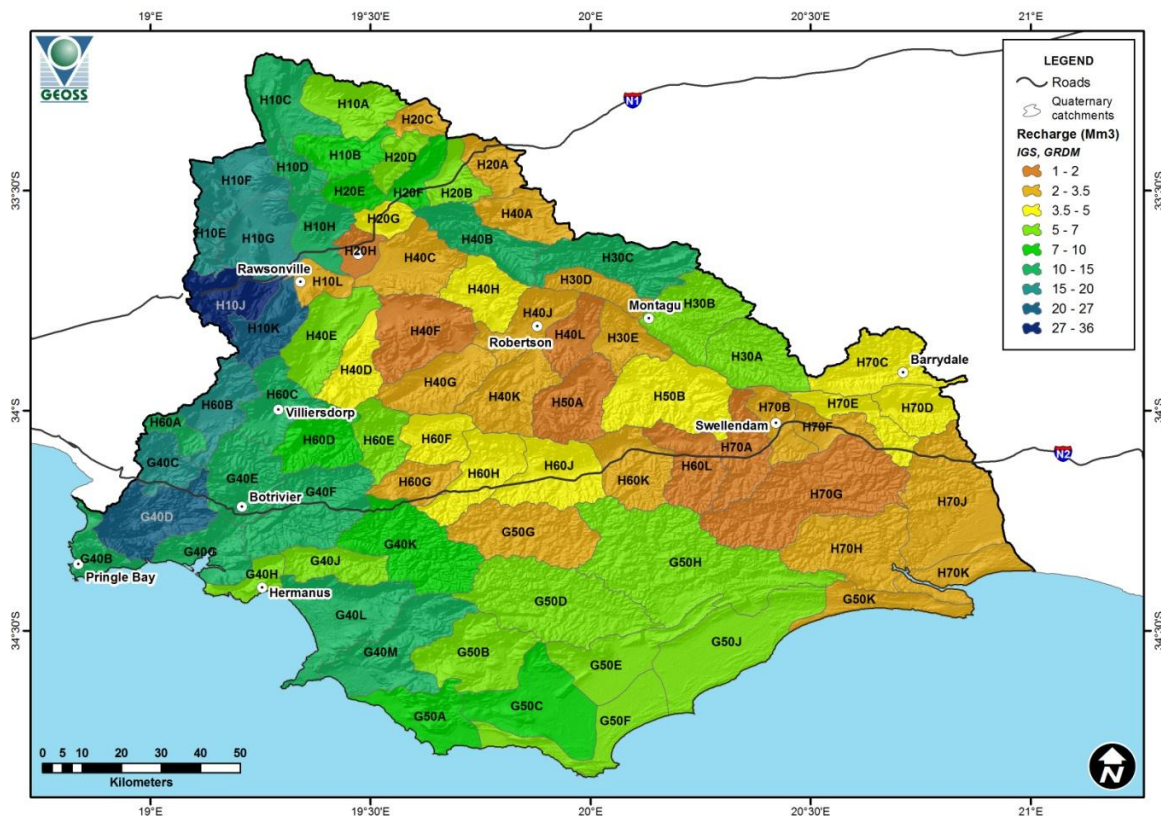 19°E
19°30'E
20°E
20°30'E
21°E
GEOSS
N1
LEGEND
Roads
Quaternary
catchments
Recharge (Mm3)
IGS, GRDM
1 - 2
2 - 3.5
3.5 - 5
5 - 7
7 - 10
10 - 15
15 - 20
20 - 27
27 - 36
33°30'S
33°30'S
34°S
34°S
34°30'S
34°30'S
H10C
H10A
H20C
H10B
H20D
H10D
H20A
H10F
H20E
H20F
H20B
H40A
H20G
H10H
H10E
H10G
H40B
H20H
H40C
H30C
Rawsonville
H10L
H30D
H10J
H40H
Montagu
H30B
H10K
H40J
H40E
H40F
Robertson
H40L
H30E
H30A
H70C
Barrydale
H40D
H40G
H60C
H40K
H50A
H50B
H60B
Villiersdorp
H70B
H70E
H70D
H60A
Swellendam
H70F
H60D
H60E
H60F
H70A
N2
G40C
H60H
H60J
H60L
G40E
G40F
H60G
H60K
H70G
Botrivier
H70J
G40D
G50G
G40K
H70H
G40G
G40B
G40J
G50H
H70K
Pringle Bay
G40H
Hermanus
G50D
G50K
G40L
G50J
G40M
G50B
G50E
G50C
G50A
G50F
0 5 10 20 30 40 50
Kilometers
N
19°E
19°30'E
20°E
20°30'E
21°E